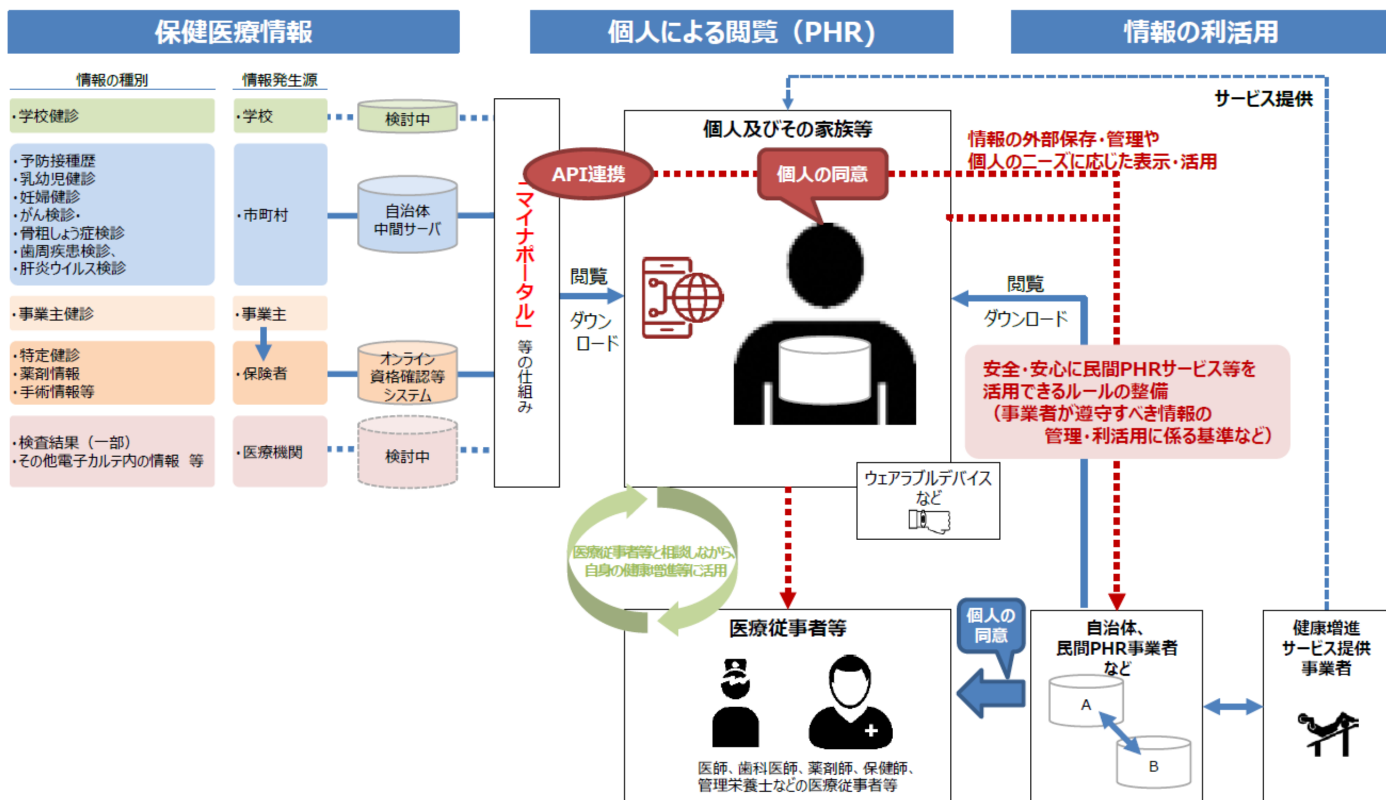 保健医療情報
個人による閲覧（PHR）
情報の利活用
情報の種別
情報発生源
・学校健診
・学校
検討中
・予防接種歴
・乳幼児健診
・妊婦健診
・がん検診・
・骨粗しょう症検診
・歯周疾患検診、
・肝炎ウイルス検診
・市町村
自治体
中間サーバ
・事業主健診
・事業主
・特定健診
・薬剤情報
・手術情報等
・保険者
オンライン
資格確認等
システム
・検査結果（一部）
・その他電子カルテ内の情報 等
・医療機関
検討中
「マイナポータル」等の仕組み
API連携
閲覧
ダウン
ロード
個人及びその家族等
個人の同意
ウェアラブルデバイス
など
医療従事者等と相談しながら、
自身の健康増進等に活用
医療従事者等
医師、歯科医師、薬剤師、保健師、
管理栄養士などの医療従事者等
サービス提供
情報の外部保存・管理や
個人のニーズに応じた表示・活用
閲覧
ダウンロード
安全・安心に民間PHRサービス等を
活用できるルールの整備
（事業者が遵守すべき情報の
管理・利活用に係る基準など）
個人の
同意
自治体、
民間PHR事業者
など
A
B
健康増進
サービス提供
事業者